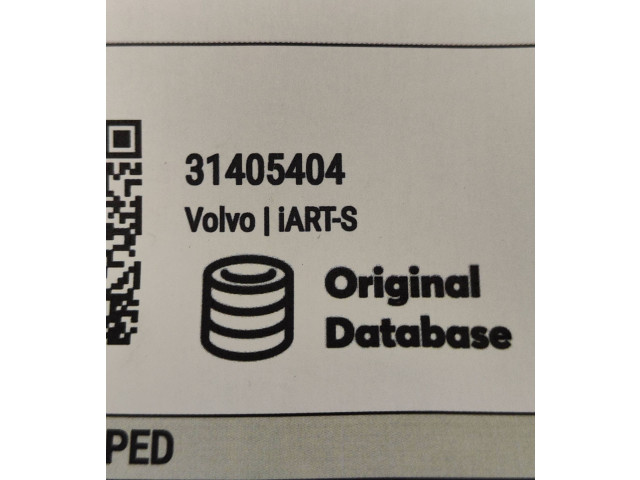 31405404
Volvo | iART-S
Original
Database
PED